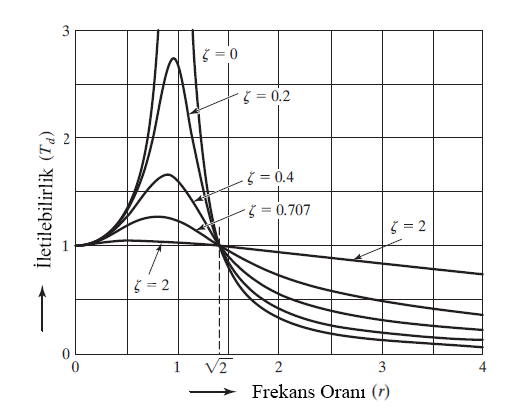 3
ζ = 0
ζ = 0.2
2
ζ = 0.4
ζ = 0.707
ζ = 2
1
ζ = 2
0
0 1 √2 2 3 4
İletilebilirlik (T_d)
Frekans Oranı (r)